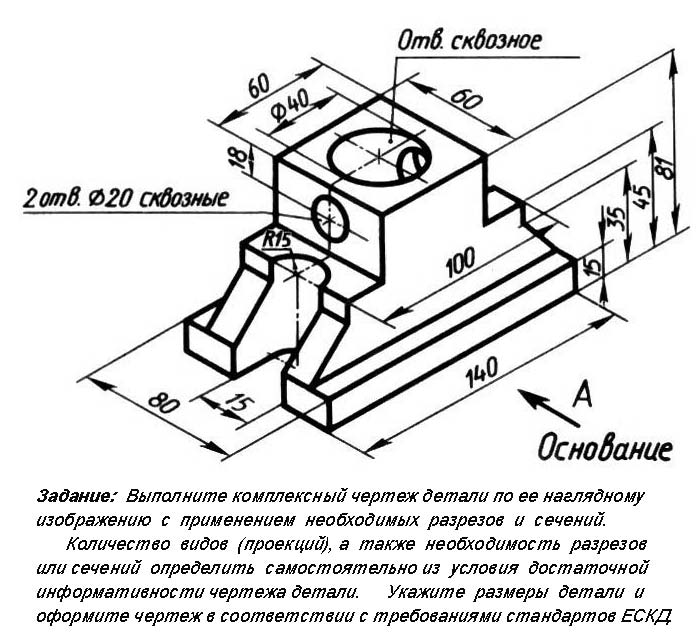 Отв. сквозное
60
Ф40
60
18
81
45
35
2 отв. Ф20 сквозные
R15
100
15
140
80
15
А
Основание
Задание: Выполните комплексный чертеж детали по ее наглядному
изображению с применением необходимых разрезов и сечений.
Количество видов (проекций), а также необходимость разрезов
или сечений определить самостоятельно из условия достаточной
информативности чертежа детали. Укажите размеры детали и
оформите чертеж в соответствии с требованиями стандартов ЕСКД